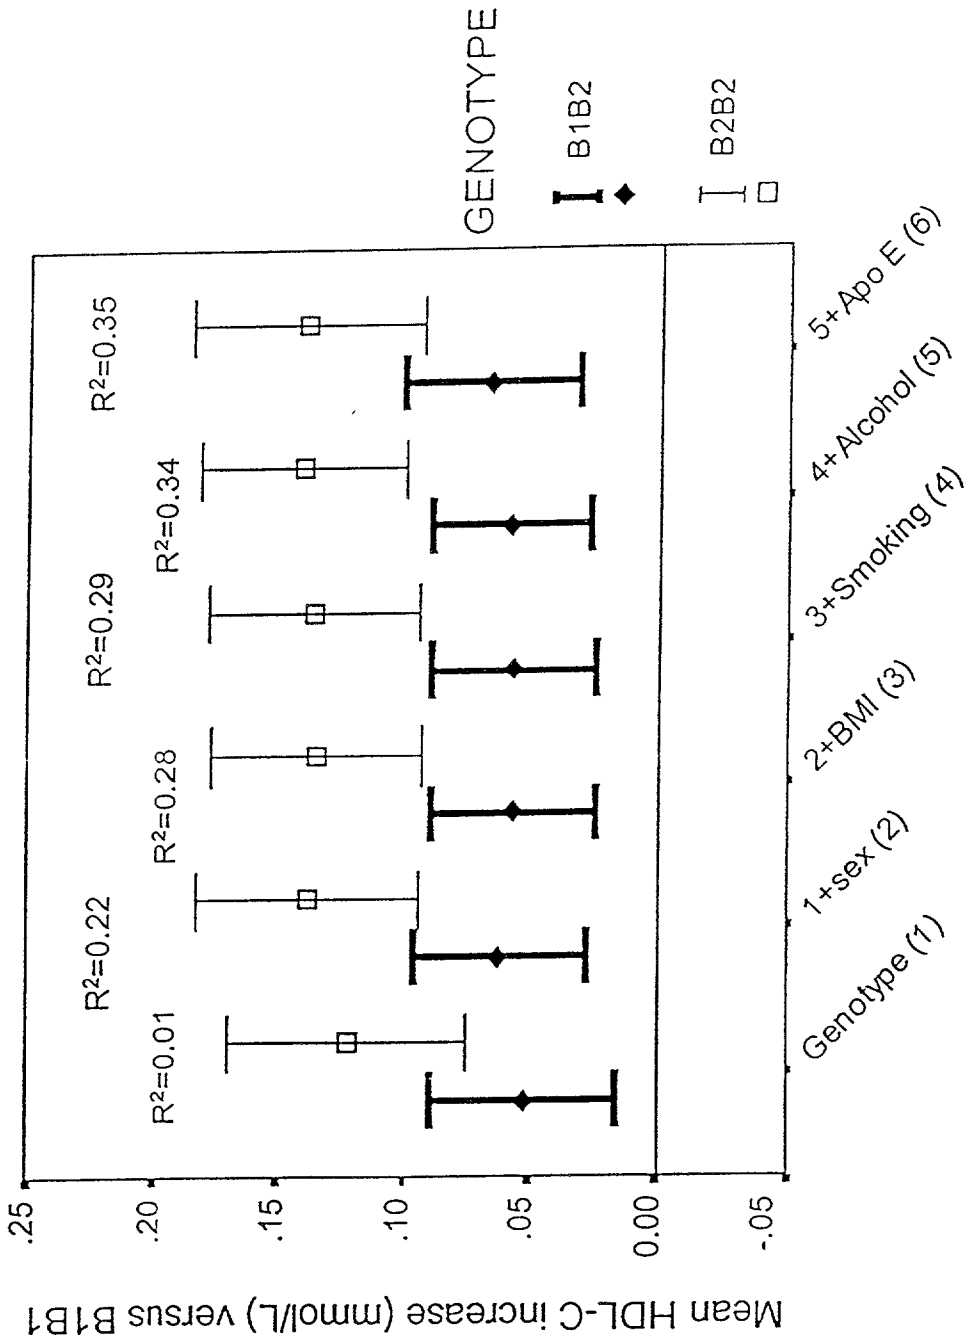 Mean HDL-C increase (mmol/L) versus B1B1
.25
.20
.15
.10
.05
0.00
-.05
R²=0.01
R²=0.22
R²=0.28
R²=0.29
R²=0.34
R²=0.35
Genotype (1)
1+sex (2)
2+BMI (3)
3+Smoking (4)
4+Alcohol (5)
5+Apo E (6)
GENOTYPE
B1B2
B2B2